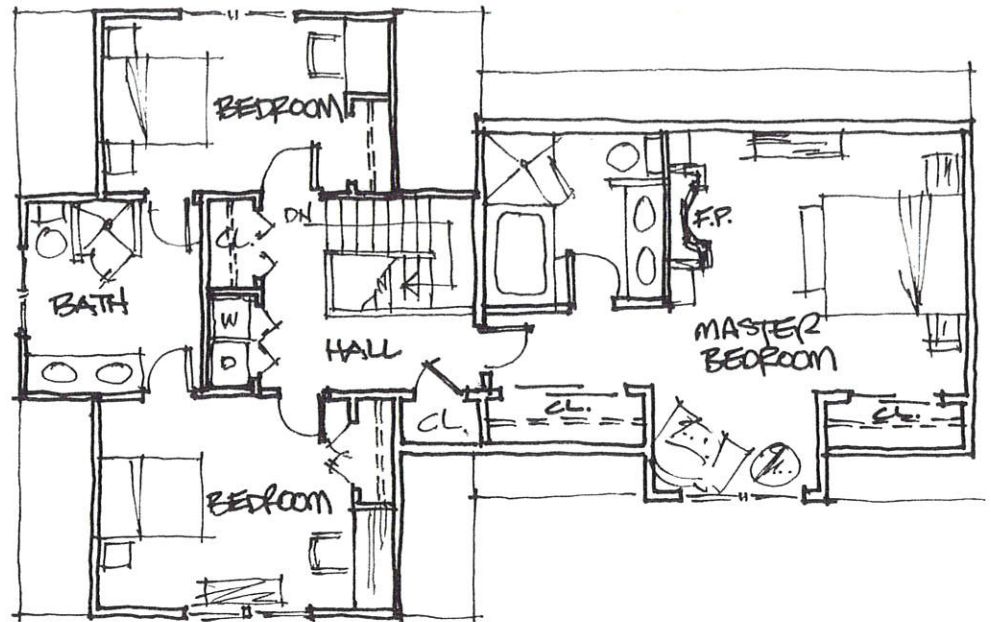 BEDROOM
DN
CL.
F.P.
BATH
W
HALL
MASTER
BEDROOM
D
CL.
CL.
CL.
BEDROOM